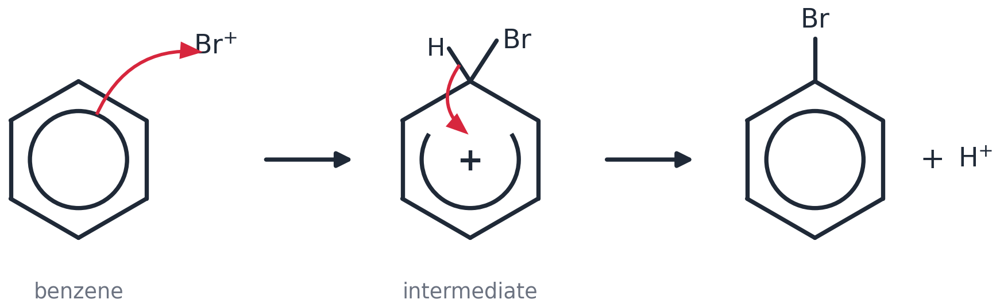 Br⁺
H Br
+
Br
+ H⁺
benzene
intermediate